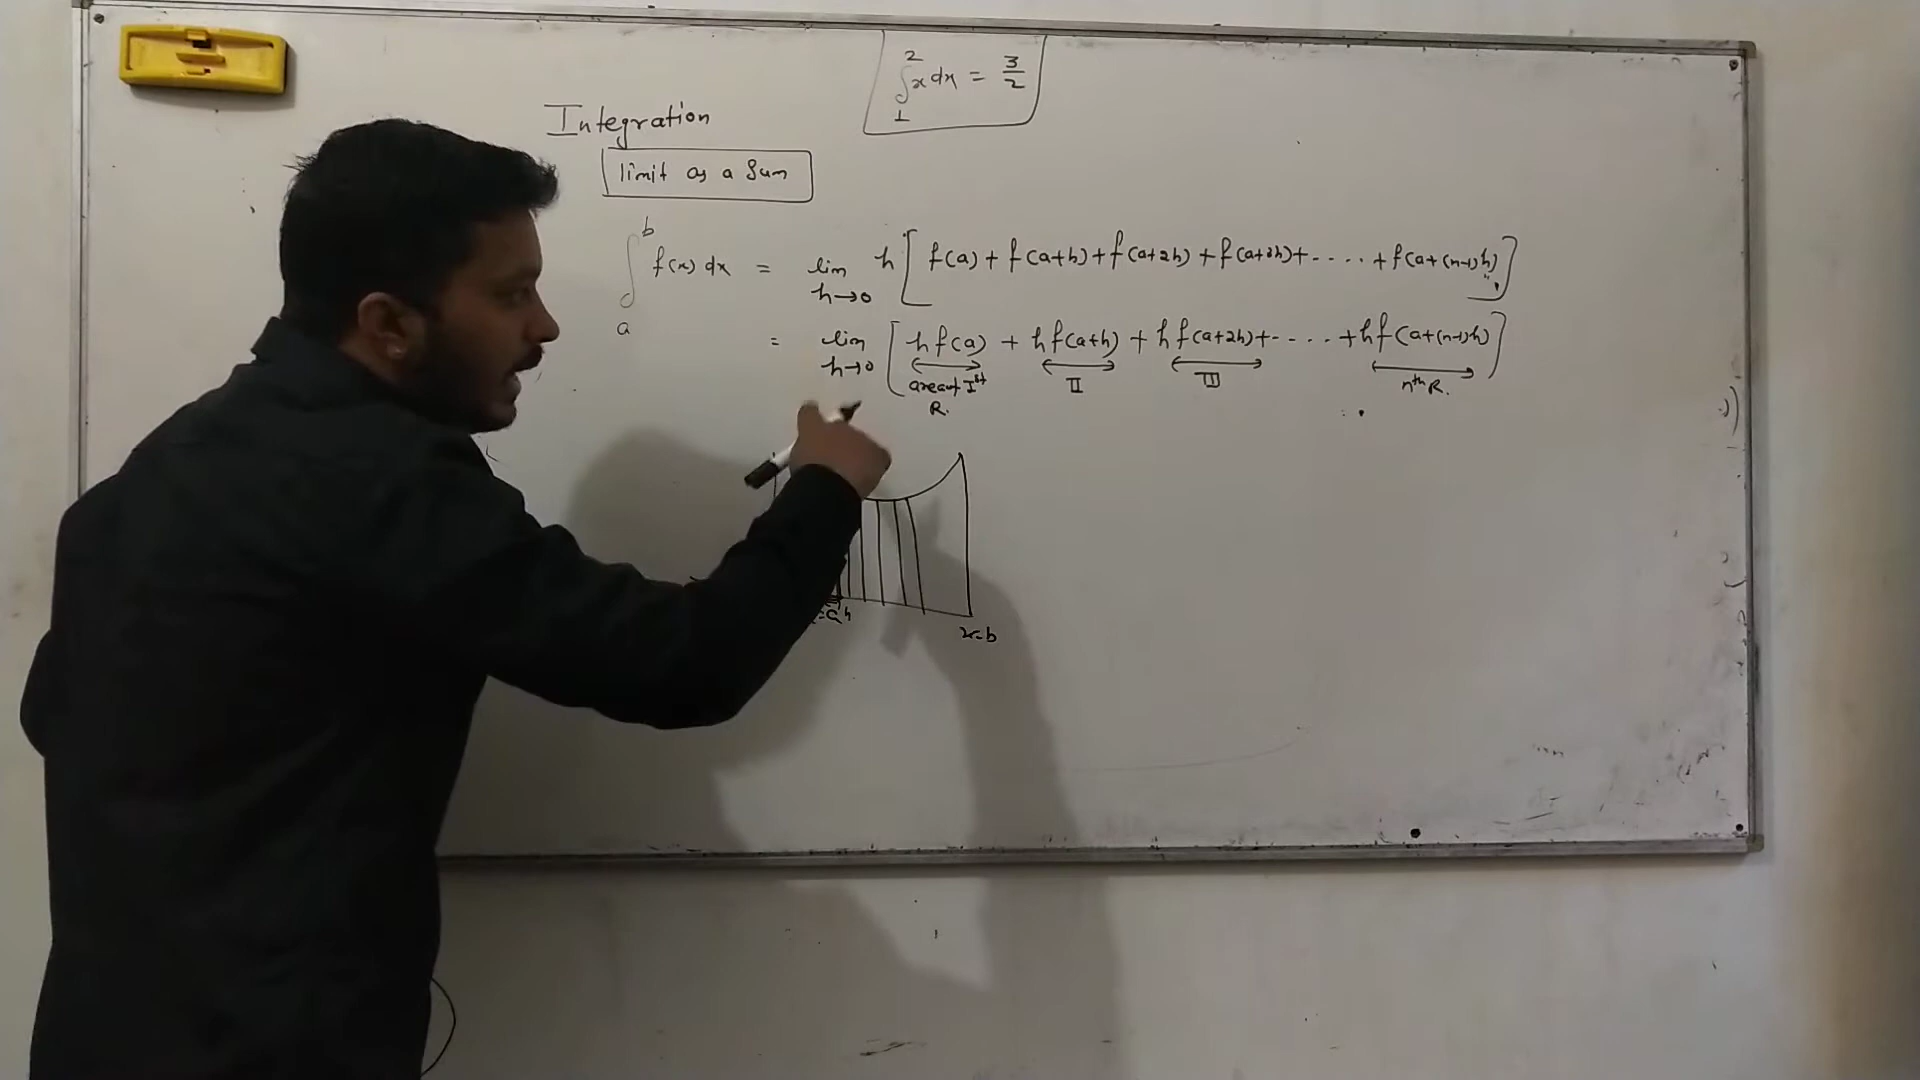 ∫₁² x dx = 3/2
Integration
limit as a Sum
∫ₐᵇ f(x) dx = lim h→0 h[f(a) + f(a+h) + f(a+2h) + f(a+3h) + .... + f(a+(n-1)h)]
= lim h→0 [hf(a) + hf(a+h) + hf(a+2h) + .... + hf(a+(n-1)h)]
area of Iˢᵗ R. II III nᵗʰ R.
x=b